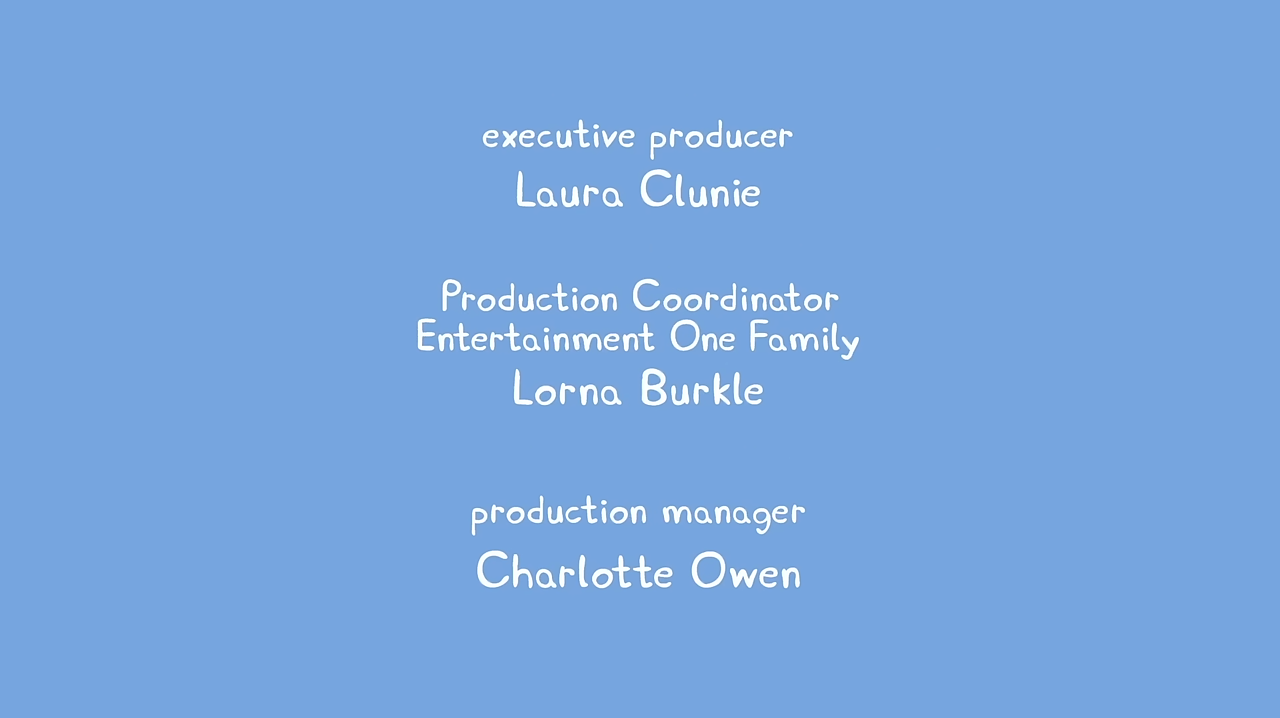 executive producer
Laura Clunie
Production Coordinator
Entertainment One Family
Lorna Burkle
production manager
Charlotte Owen